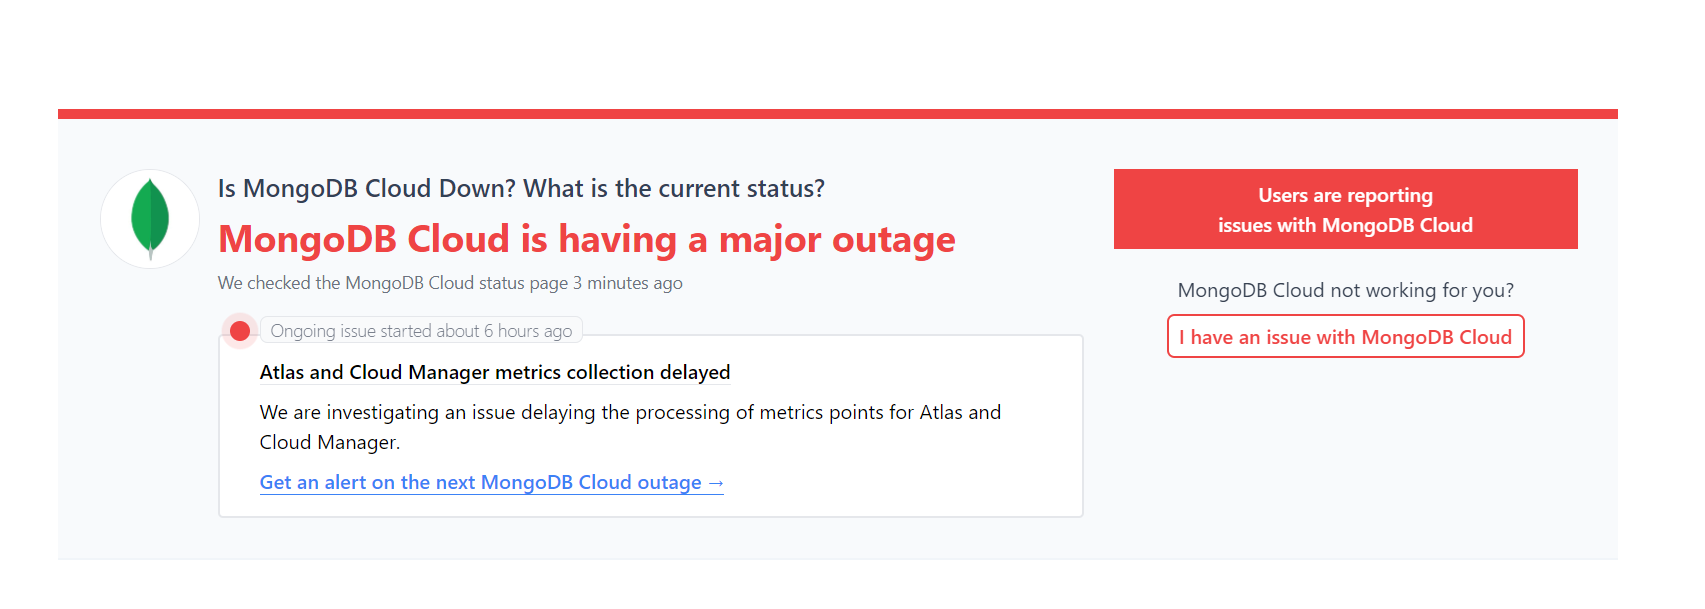 Is MongoDB Cloud Down? What is the current status?
MongoDB Cloud is having a major outage
We checked the MongoDB Cloud status page 3 minutes ago
Ongoing issue started about 6 hours ago
Atlas and Cloud Manager metrics collection delayed
We are investigating an issue delaying the processing of metrics points for Atlas and
Cloud Manager.
Get an alert on the next MongoDB Cloud outage →
Users are reporting
issues with MongoDB Cloud
MongoDB Cloud not working for you?
I have an issue with MongoDB Cloud